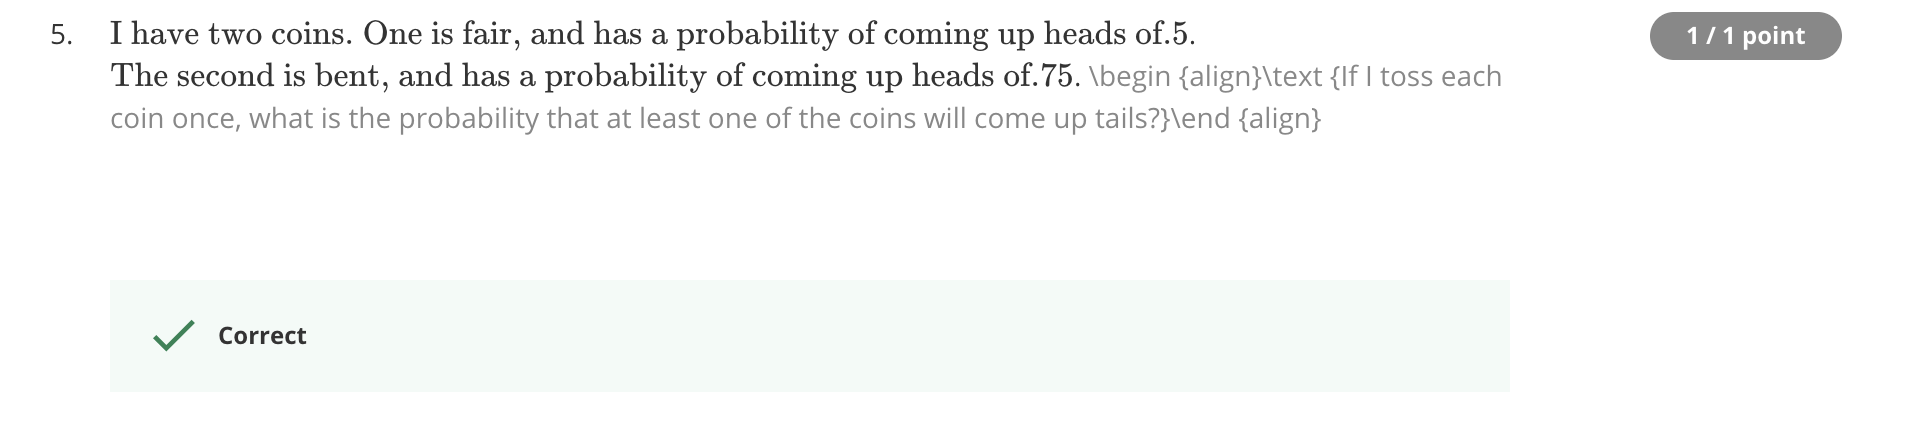 5. I have two coins. One is fair, and has a probability of coming up heads of.5.
1 / 1 point
The second is bent, and has a probability of coming up heads of.75. \begin {align}\text {If I toss each
coin once, what is the probability that at least one of the coins will come up tails?}\end {align}
Correct